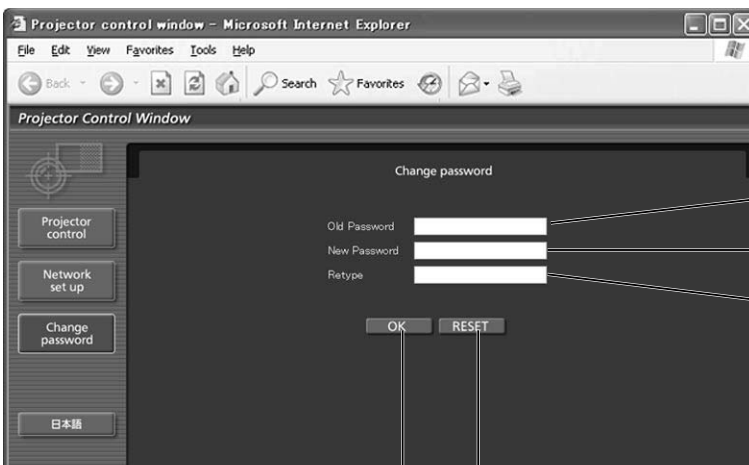 Projector control window - Microsoft Internet Explorer
File Edit View Favorites Tools Help
Back Search Favorites
Projector Control Window
Change password
Projector
control
Old Password
New Password
Retype
Network
set up
OK RESET
Change
password
日本語